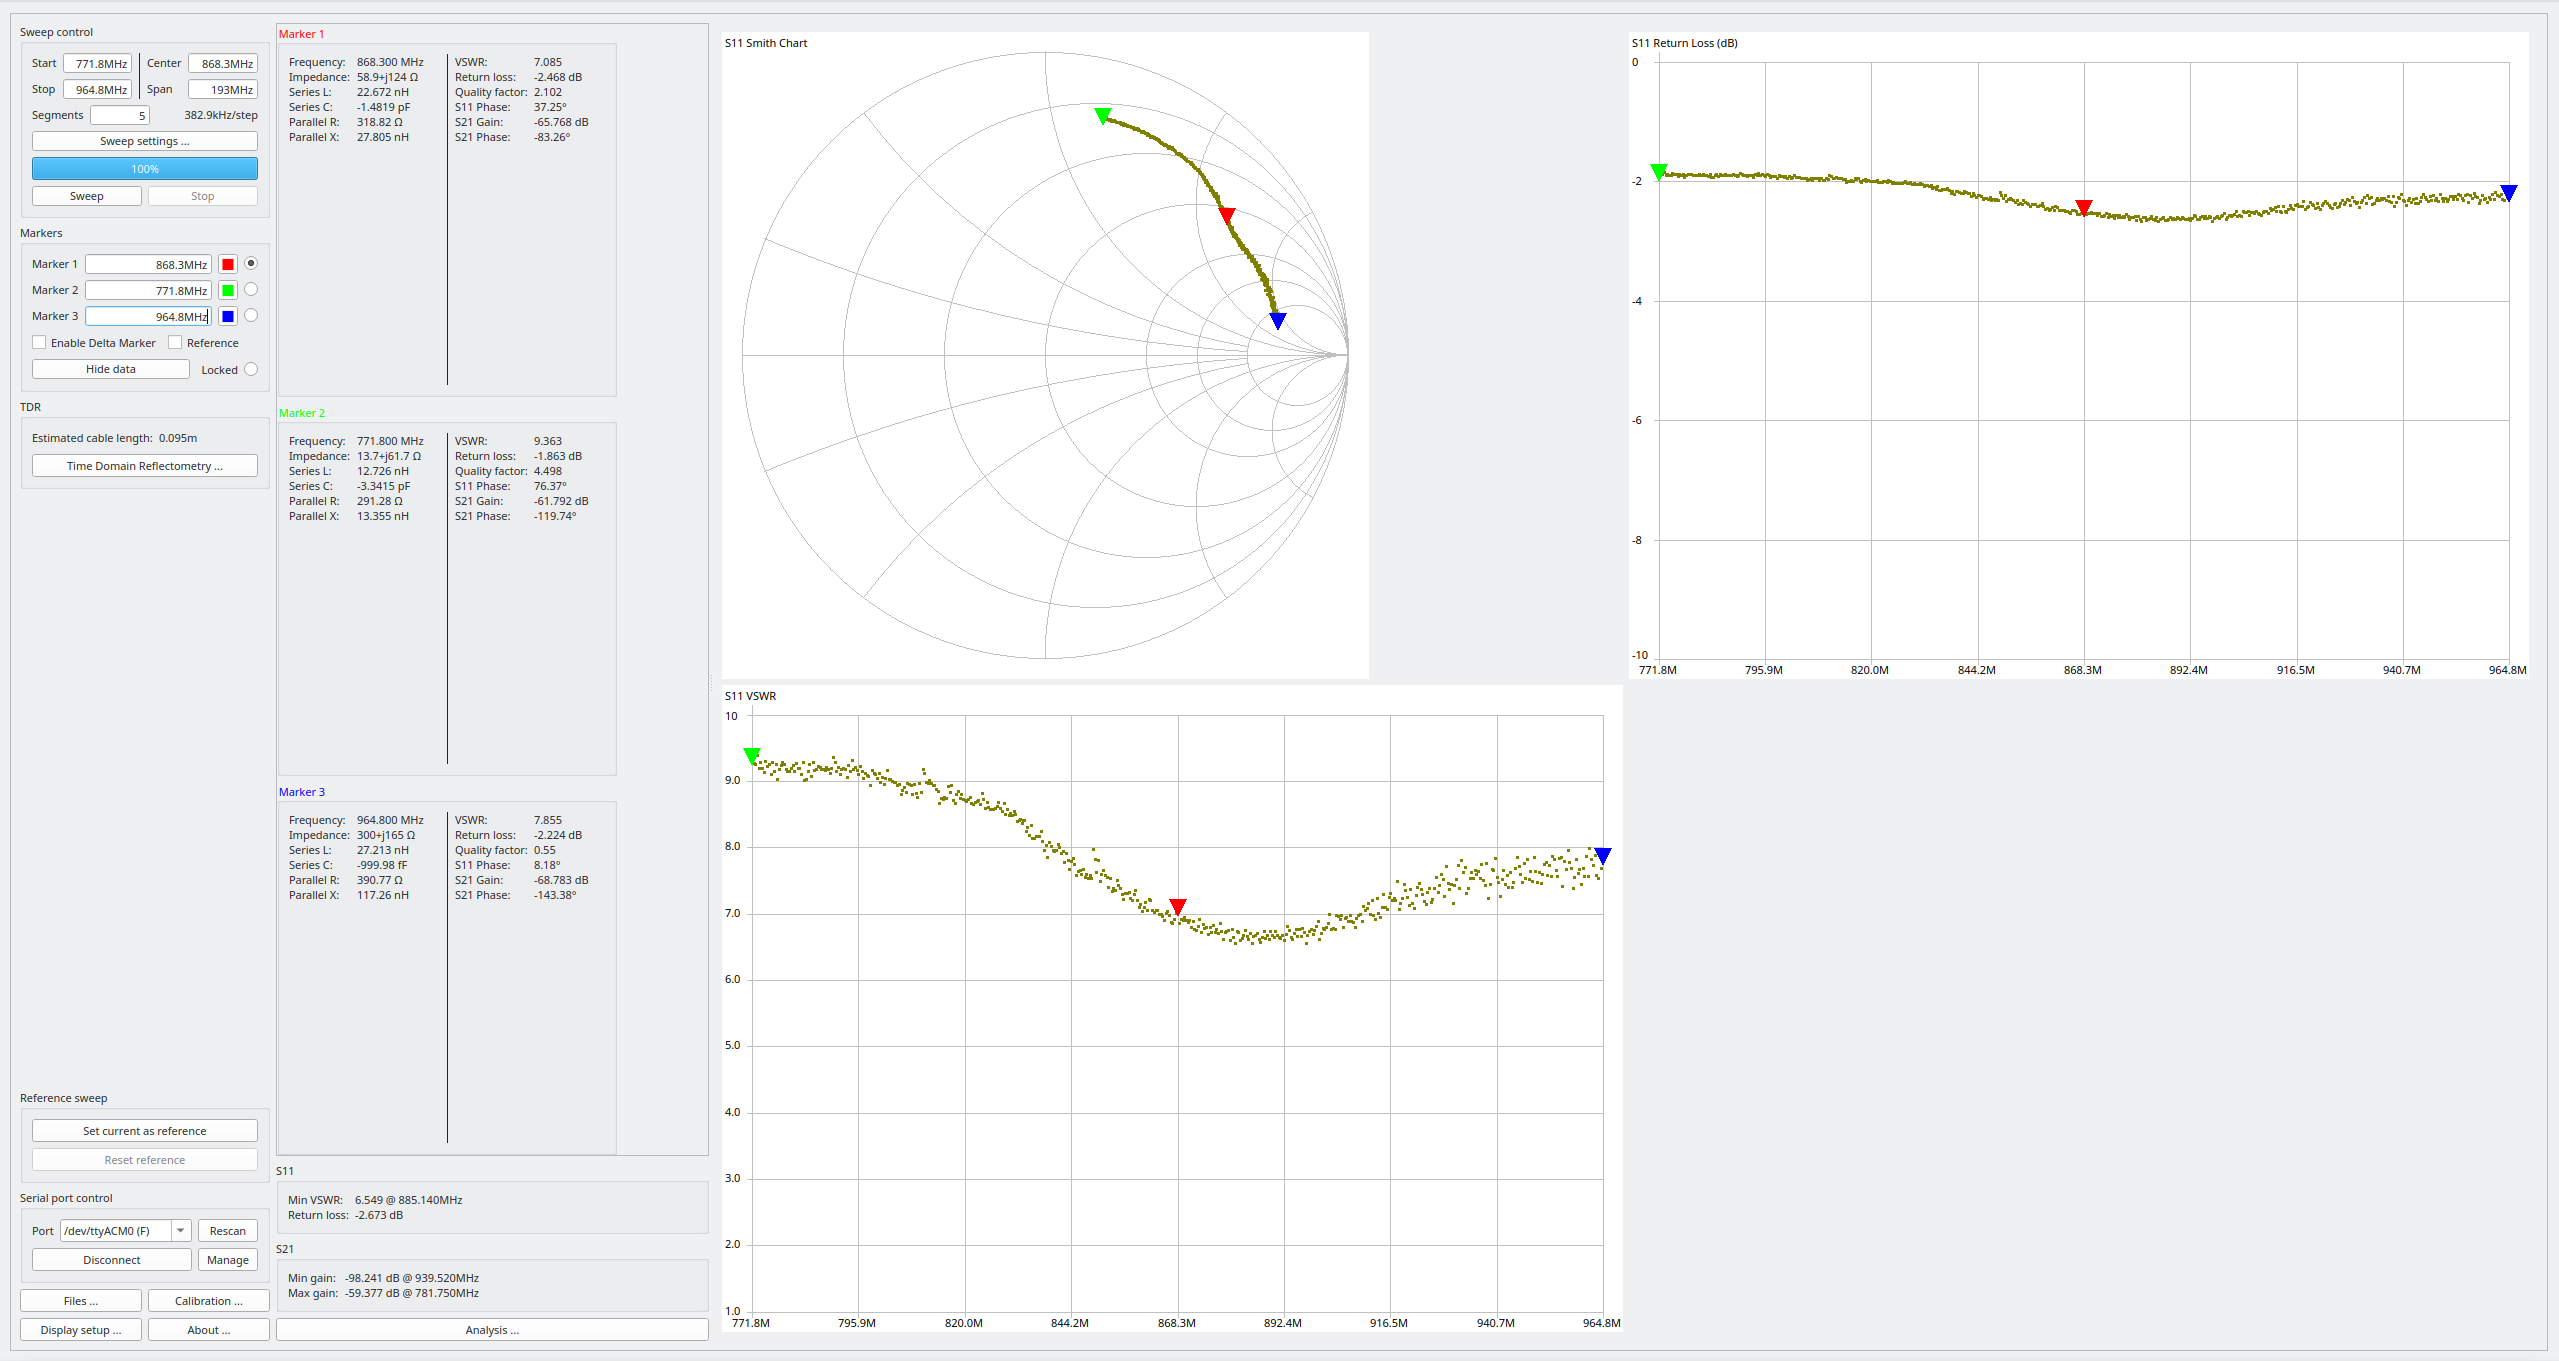 Sweep control
Start 771.8MHz Center 868.3MHz
Stop 964.8MHz Span 193MHz
Segments 5 382.9kHz/step
Sweep settings ...
100%
Sweep Stop
Markers
Marker 1 868.3MHz
Marker 2 771.8MHz
Marker 3 964.8MHz
Enable Delta Marker Reference
Hide data Locked
TDR
Estimated cable length: 0.095m
Time Domain Reflectometry ...
Reference sweep
Set current as reference
Reset reference
Serial port control
Port /dev/ttyACM0 (F) Rescan
Disconnect Manage
Files ... Calibration ...
Display setup ... About ...
Marker 1
Frequency: 868.300 MHz VSWR: 7.085
Impedance: 58.9+j124 Ω Return loss: -2.468 dB
Series L: 22.672 nH Quality factor: 2.102
Series C: -1.4819 pF S11 Phase: 37.25°
Parallel R: 318.82 Ω S21 Gain: -65.768 dB
Parallel X: 27.805 nH S21 Phase: -83.26°
Marker 2
Frequency: 771.800 MHz VSWR: 9.363
Impedance: 13.7+j61.7 Ω Return loss: -1.863 dB
Series L: 12.726 nH Quality factor: 4.498
Series C: -3.3415 pF S11 Phase: 76.37°
Parallel R: 291.28 Ω S21 Gain: -61.792 dB
Parallel X: 13.355 nH S21 Phase: -119.74°
Marker 3
Frequency: 964.800 MHz VSWR: 7.855
Impedance: 300+j165 Ω Return loss: -2.224 dB
Series L: 27.213 nH Quality factor: 0.55
Series C: -999.98 fF S11 Phase: 8.18°
Parallel R: 390.77 Ω S21 Gain: -68.783 dB
Parallel X: 117.26 nH S21 Phase: -143.38°
S11
Min VSWR: 6.549 @ 885.140MHz
Return loss: -2.673 dB
S21
Min gain: -98.241 dB @ 939.520MHz
Max gain: -59.377 dB @ 781.750MHz
Analysis ...
S11 Smith Chart
S11 Return Loss (dB)
0
-2
-4
-6
-8
-10
771.8M 795.9M 820.0M 844.2M 868.3M 892.4M 916.5M 940.7M 964.8M
S11 VSWR
10
9.0
8.0
7.0
6.0
5.0
4.0
3.0
2.0
1.0
771.8M 795.9M 820.0M 844.2M 868.3M 892.4M 916.5M 940.7M 964.8M